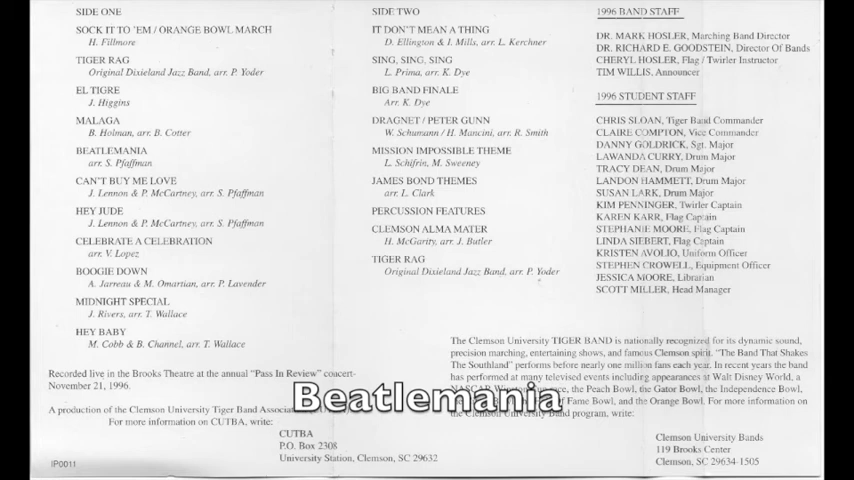 SIDE ONE
SOCK IT TO 'EM / ORANGE BOWL MARCH
H. Fillmore
TIGER RAG
Original Dixieland Jazz Band, arr. P. Yoder
EL TIGRE
J. Higgins
MALAGA
B. Holman, arr. B. Cotter
BEATLEMANIA
arr. S. Pfaffman
CAN'T BUY ME LOVE
J. Lennon & P. McCartney, arr. S. Pfaffman
HEY JUDE
J. Lennon & P. McCartney, arr. S. Pfaffman
CELEBRATE A CELEBRATION
arr. V. Lopez
BOOGIE DOWN
A. Jarreau & M. Omartian, arr. P. Lavender
MIDNIGHT SPECIAL
J. Rivers, arr. T. Wallace
HEY BABY
M. Cobb & B. Channel, arr. T. Wallace
Recorded live in the Brooks Theatre at the annual "Pass In Review" concert-
November 21, 1996.
A production of the Clemson University Tiger Band
For more information on CUTBA, write:
CUTBA
P.O. Box 2308
University Station, Clemson, SC 29632
IP0011
SIDE TWO
IT DON'T MEAN A THING
D. Ellington & I. Mills, arr. L. Kerchner
SING, SING, SING
L. Prima, arr. K. Dye
BIG BAND FINALE
Arr. K. Dye
DRAGNET / PETER GUNN
W. Schumann / H. Mancini, arr. R. Smith
MISSION IMPOSSIBLE THEME
L. Schifrin, M. Sweeney
JAMES BOND THEMES
arr. L. Clark
PERCUSSION FEATURES
CLEMSON ALMA MATER
H. McGarity, arr. J. Butler
TIGER RAG
Original Dixieland Jazz Band, arr. P. Yoder
1996 BAND STAFF
DR. MARK HOSLER, Marching Band Director
DR. RICHARD E. GOODSTEIN, Director Of Bands
CHERYL HOSLER, Flag / Twirler Instructor
TIM WILLIS, Announcer
1996 STUDENT STAFF
CHRIS SLOAN, Tiger Band Commander
CLAIRE COMPTON, Vice Commander
DANNY GOLDRICK, Sgt. Major
LAWANDA CURRY, Drum Major
TRACY DEAN, Drum Major
LANDON HAMMETT, Drum Major
SUSAN LARK, Drum Major
KIM PENNINGER, Twirler Captain
KAREN KARR, Flag Captain
STEPHANIE MOORE, Flag Captain
LINDA SIEBERT, Flag Captain
KRISTEN AVOLIO, Uniform Officer
STEPHEN CROWELL, Equipment Officer
JESSICA MOORE, Librarian
SCOTT MILLER, Head Manager
The Clemson University TIGER BAND is nationally recognized for its dynamic sound,
precision marching, entertaining shows, and famous Clemson spirit. "The Band That Shakes
The Southland" performs before nearly one million fans each year. In recent years the band
has performed at many televised events including appearances at Walt Disney World, a
the Peach Bowl, the Gator Bowl, the Independence Bowl,
of Fame Bowl, and the Orange Bowl. For more information on
the Clemson University Band program, write:
Clemson University Bands
119 Brooks Center
Clemson, SC 29634-1505
Beatlemania